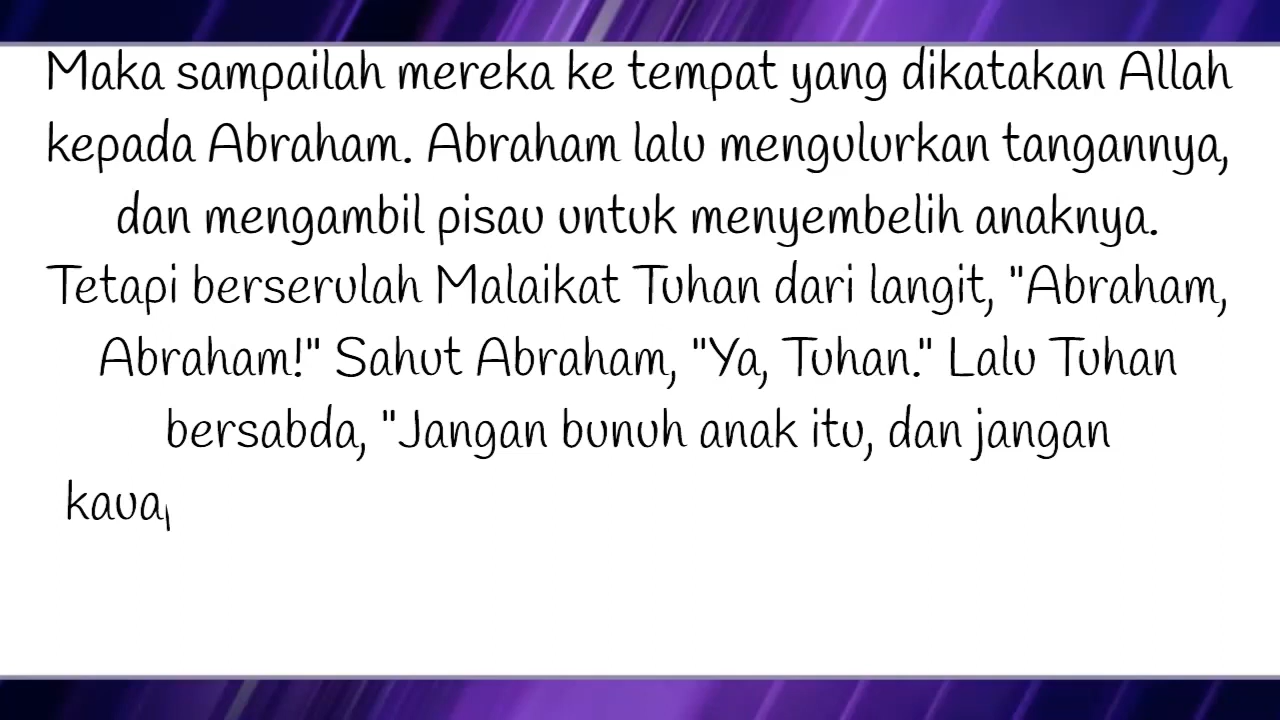 Maka sampailah mereka ke tempat yang dikatakan Allah
kepada Abraham. Abraham lalu mengulurkan tangannya,
dan mengambil pisau untuk menyembelih anaknya.
Tetapi berserulah Malaikat Tuhan dari langit, "Abraham,
Abraham!" Sahut Abraham, "Ya, Tuhan." Lalu Tuhan
bersabda, "Jangan bunuh anak itu, dan jangan